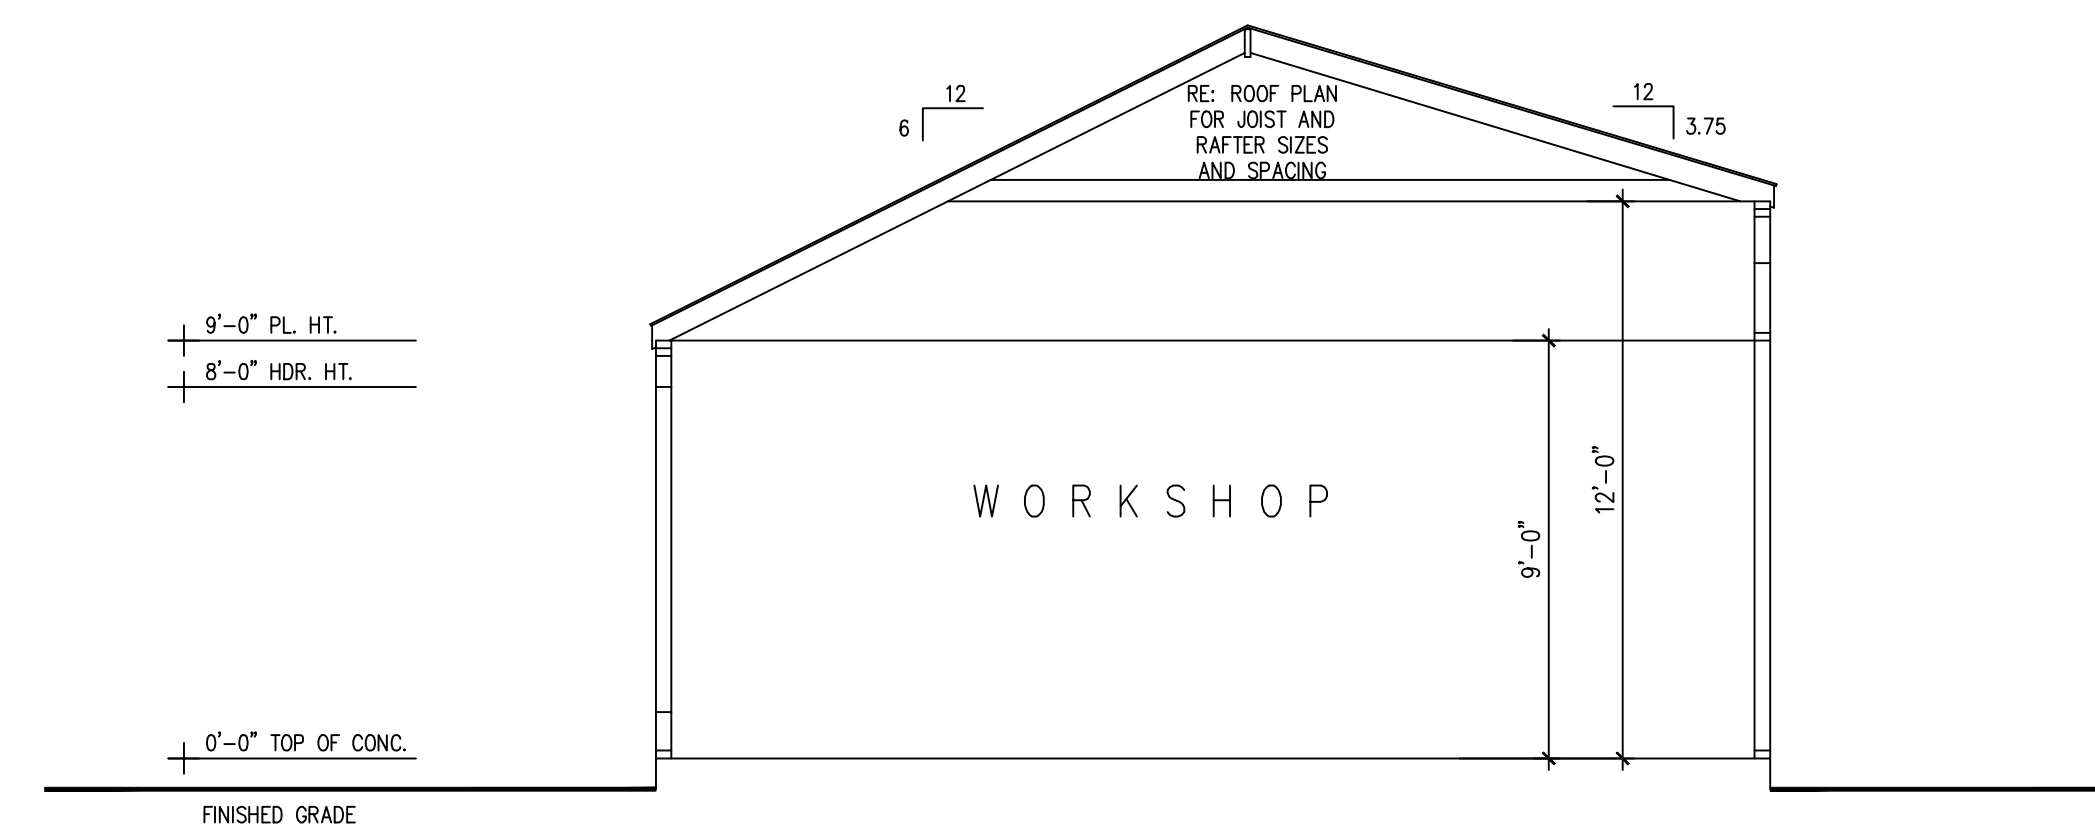 12
6
RE: ROOF PLAN
FOR JOIST AND
RAFTER SIZES
AND SPACING
12
3.75
9'-0" PL. HT.
8'-0" HDR. HT.
WORKSHOP
9'-0"
12'-0"
0'-0" TOP OF CONC.
FINISHED GRADE